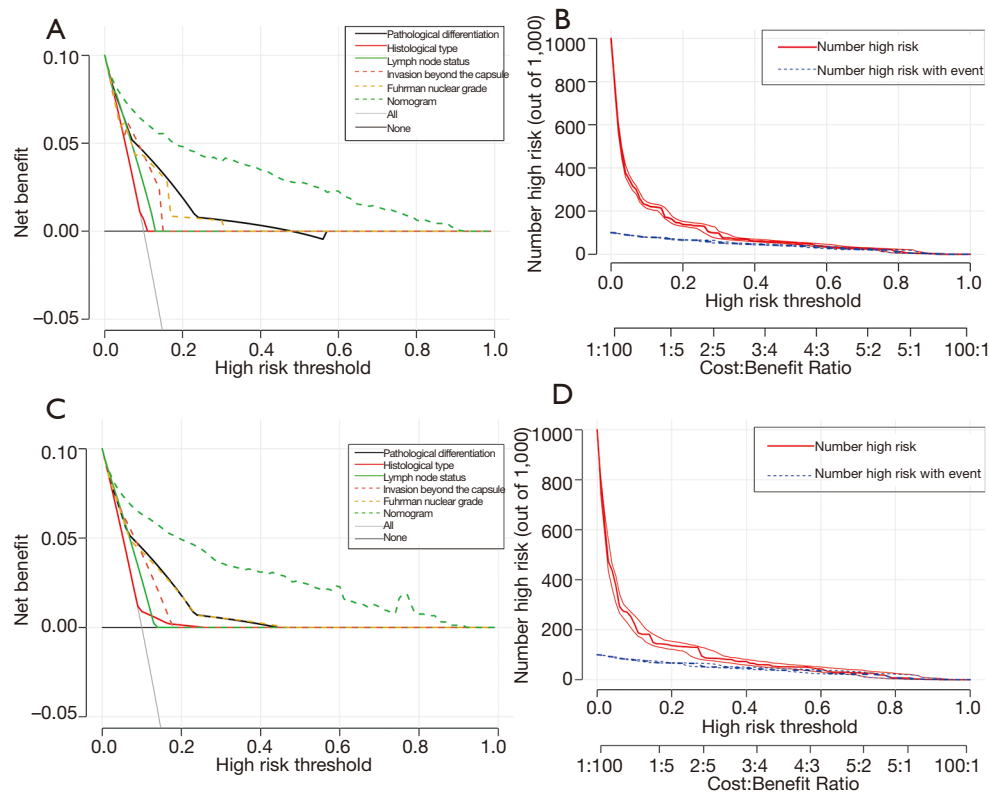 A
Net benefit
0.10
0.05
0.00
−0.05
Pathological differentiation
Histological type
Lymph node status
Invasion beyond the capsule
Fuhrman nuclear grade
Nomogram
All
None
0.0 0.2 0.4 0.6 0.8 1.0
High risk threshold
B
Number high risk (out of 1,000)
1000
800
600
400
200
0
Number high risk
Number high risk with event
0.0 0.2 0.4 0.6 0.8 1.0
High risk threshold
1:100 1:5 2:5 3:4 4:3 5:2 5:1 100:1
Cost:Benefit Ratio
C
Net benefit
0.10
0.05
0.00
−0.05
Pathological differentiation
Histological type
Lymph node status
Invasion beyond the capsule
Fuhrman nuclear grade
Nomogram
All
None
0.0 0.2 0.4 0.6 0.8 1.0
High risk threshold
D
Number high risk (out of 1,000)
1000
800
600
400
200
0
Number high risk
Number high risk with event
0.0 0.2 0.4 0.6 0.8 1.0
High risk threshold
1:100 1:5 2:5 3:4 4:3 5:2 5:1 100:1
Cost:Benefit Ratio